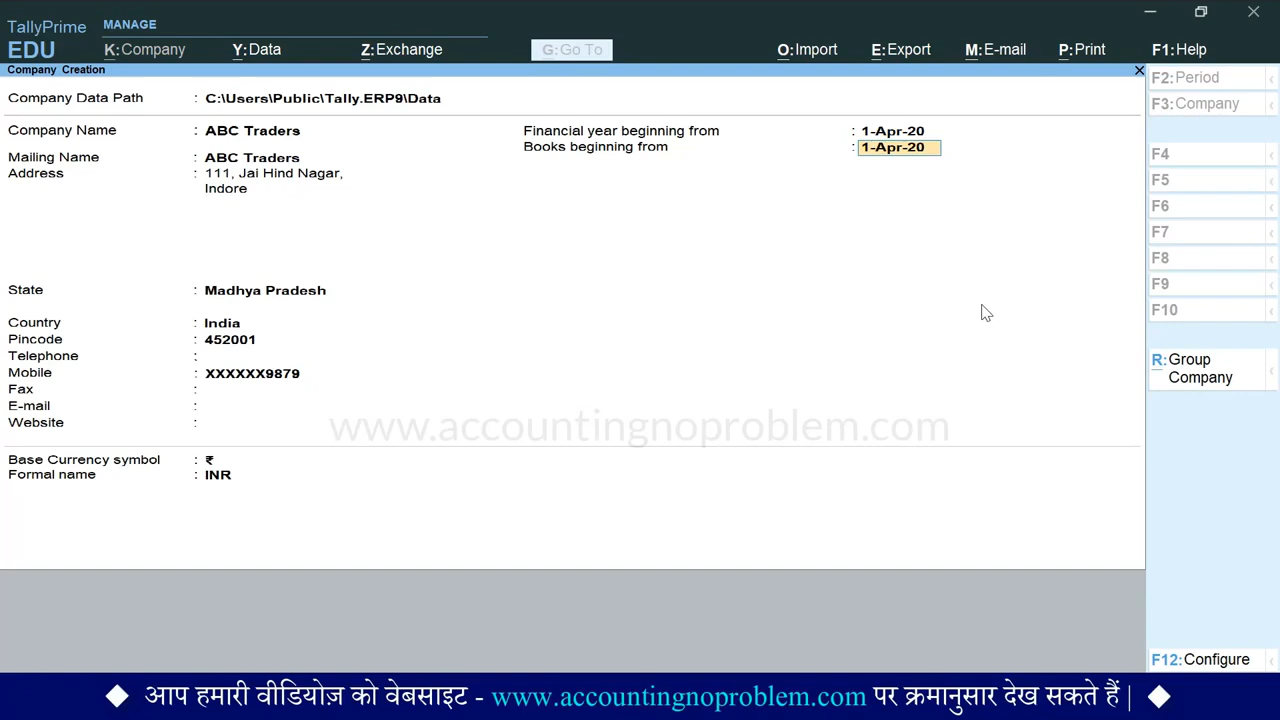 TallyPrime
EDU
MANAGE
K:Company
Y:Data
Z:Exchange
G:Go To
O:Import
E:Export
M:E-mail
P:Print
F1:Help
Company Creation
Company Data Path : C:\Users\Public\Tally.ERP9\Data
Company Name : ABC Traders
Mailing Name : ABC Traders
Address : 111, Jai Hind Nagar,
Indore
State : Madhya Pradesh
Country : India
Pincode : 452001
Telephone :
Mobile : XXXXXX9879
Fax :
E-mail :
Website :
Base Currency symbol : ₹
Formal name : INR
Financial year beginning from : 1-Apr-20
Books beginning from : 1-Apr-20
www.accountingnoproblem.com
F2:Period
F3:Company
F4
F5
F6
F7
F8
F9
F10
R:Group
Company
F12:Configure
◆ आप हमारी वीडियोज़ को वेबसाइट - www.accountingnoproblem.com पर क्रमानुसार देख सकते हैं | ◆